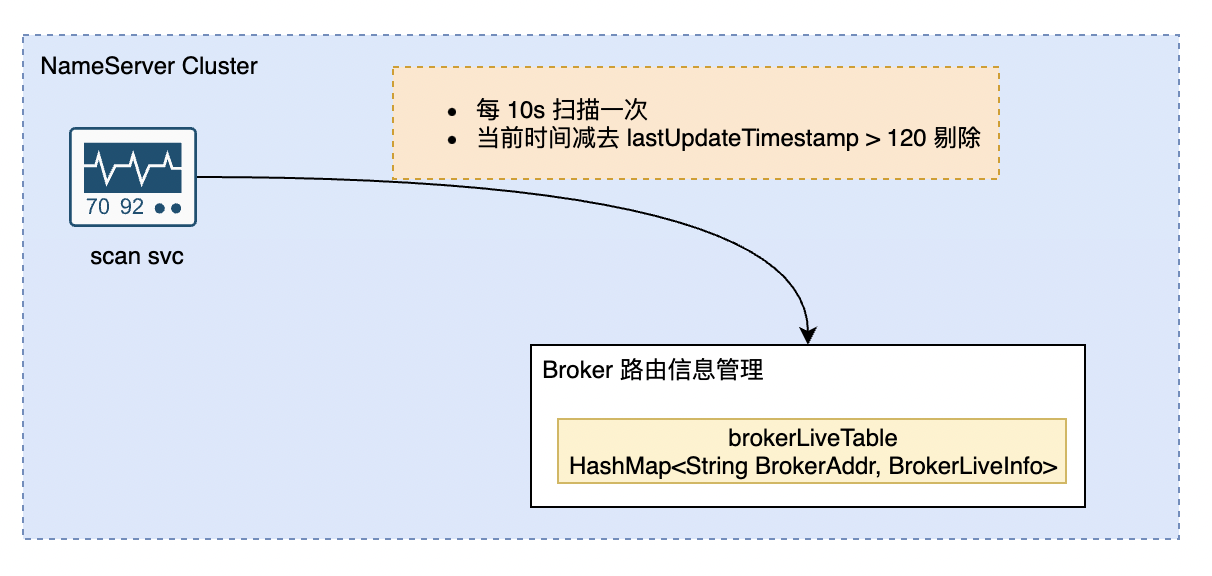 NameServer Cluster
• 每 10s 扫描一次
• 当前时间减去 lastUpdateTimestamp > 120 剔除
70 92
scan svc
Broker 路由信息管理
brokerLiveTable
HashMap<String BrokerAddr, BrokerLiveInfo>